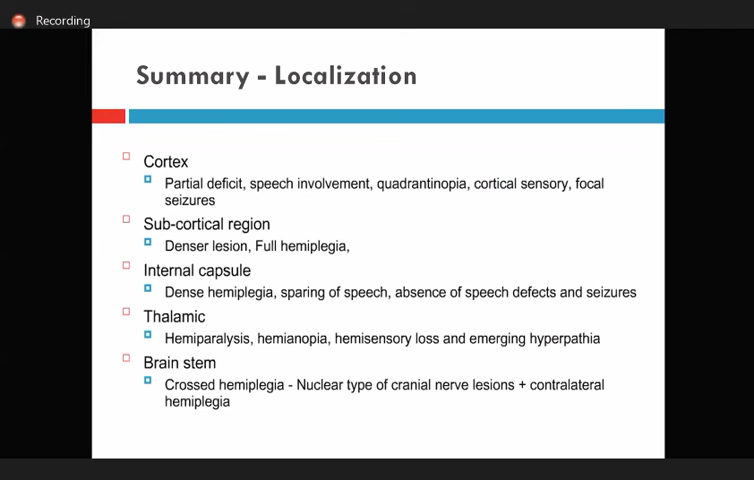 Recording
Summary - Localization
Cortex
Partial deficit, speech involvement, quadrantinopia, cortical sensory, focal
seizures
Sub-cortical region
Denser lesion, Full hemiplegia,
Internal capsule
Dense hemiplegia, sparing of speech, absence of speech defects and seizures
Thalamic
Hemiparalysis, hemianopia, hemisensory loss and emerging hyperpathia
Brain stem
Crossed hemiplegia - Nuclear type of cranial nerve lesions + contralateral
hemiplegia